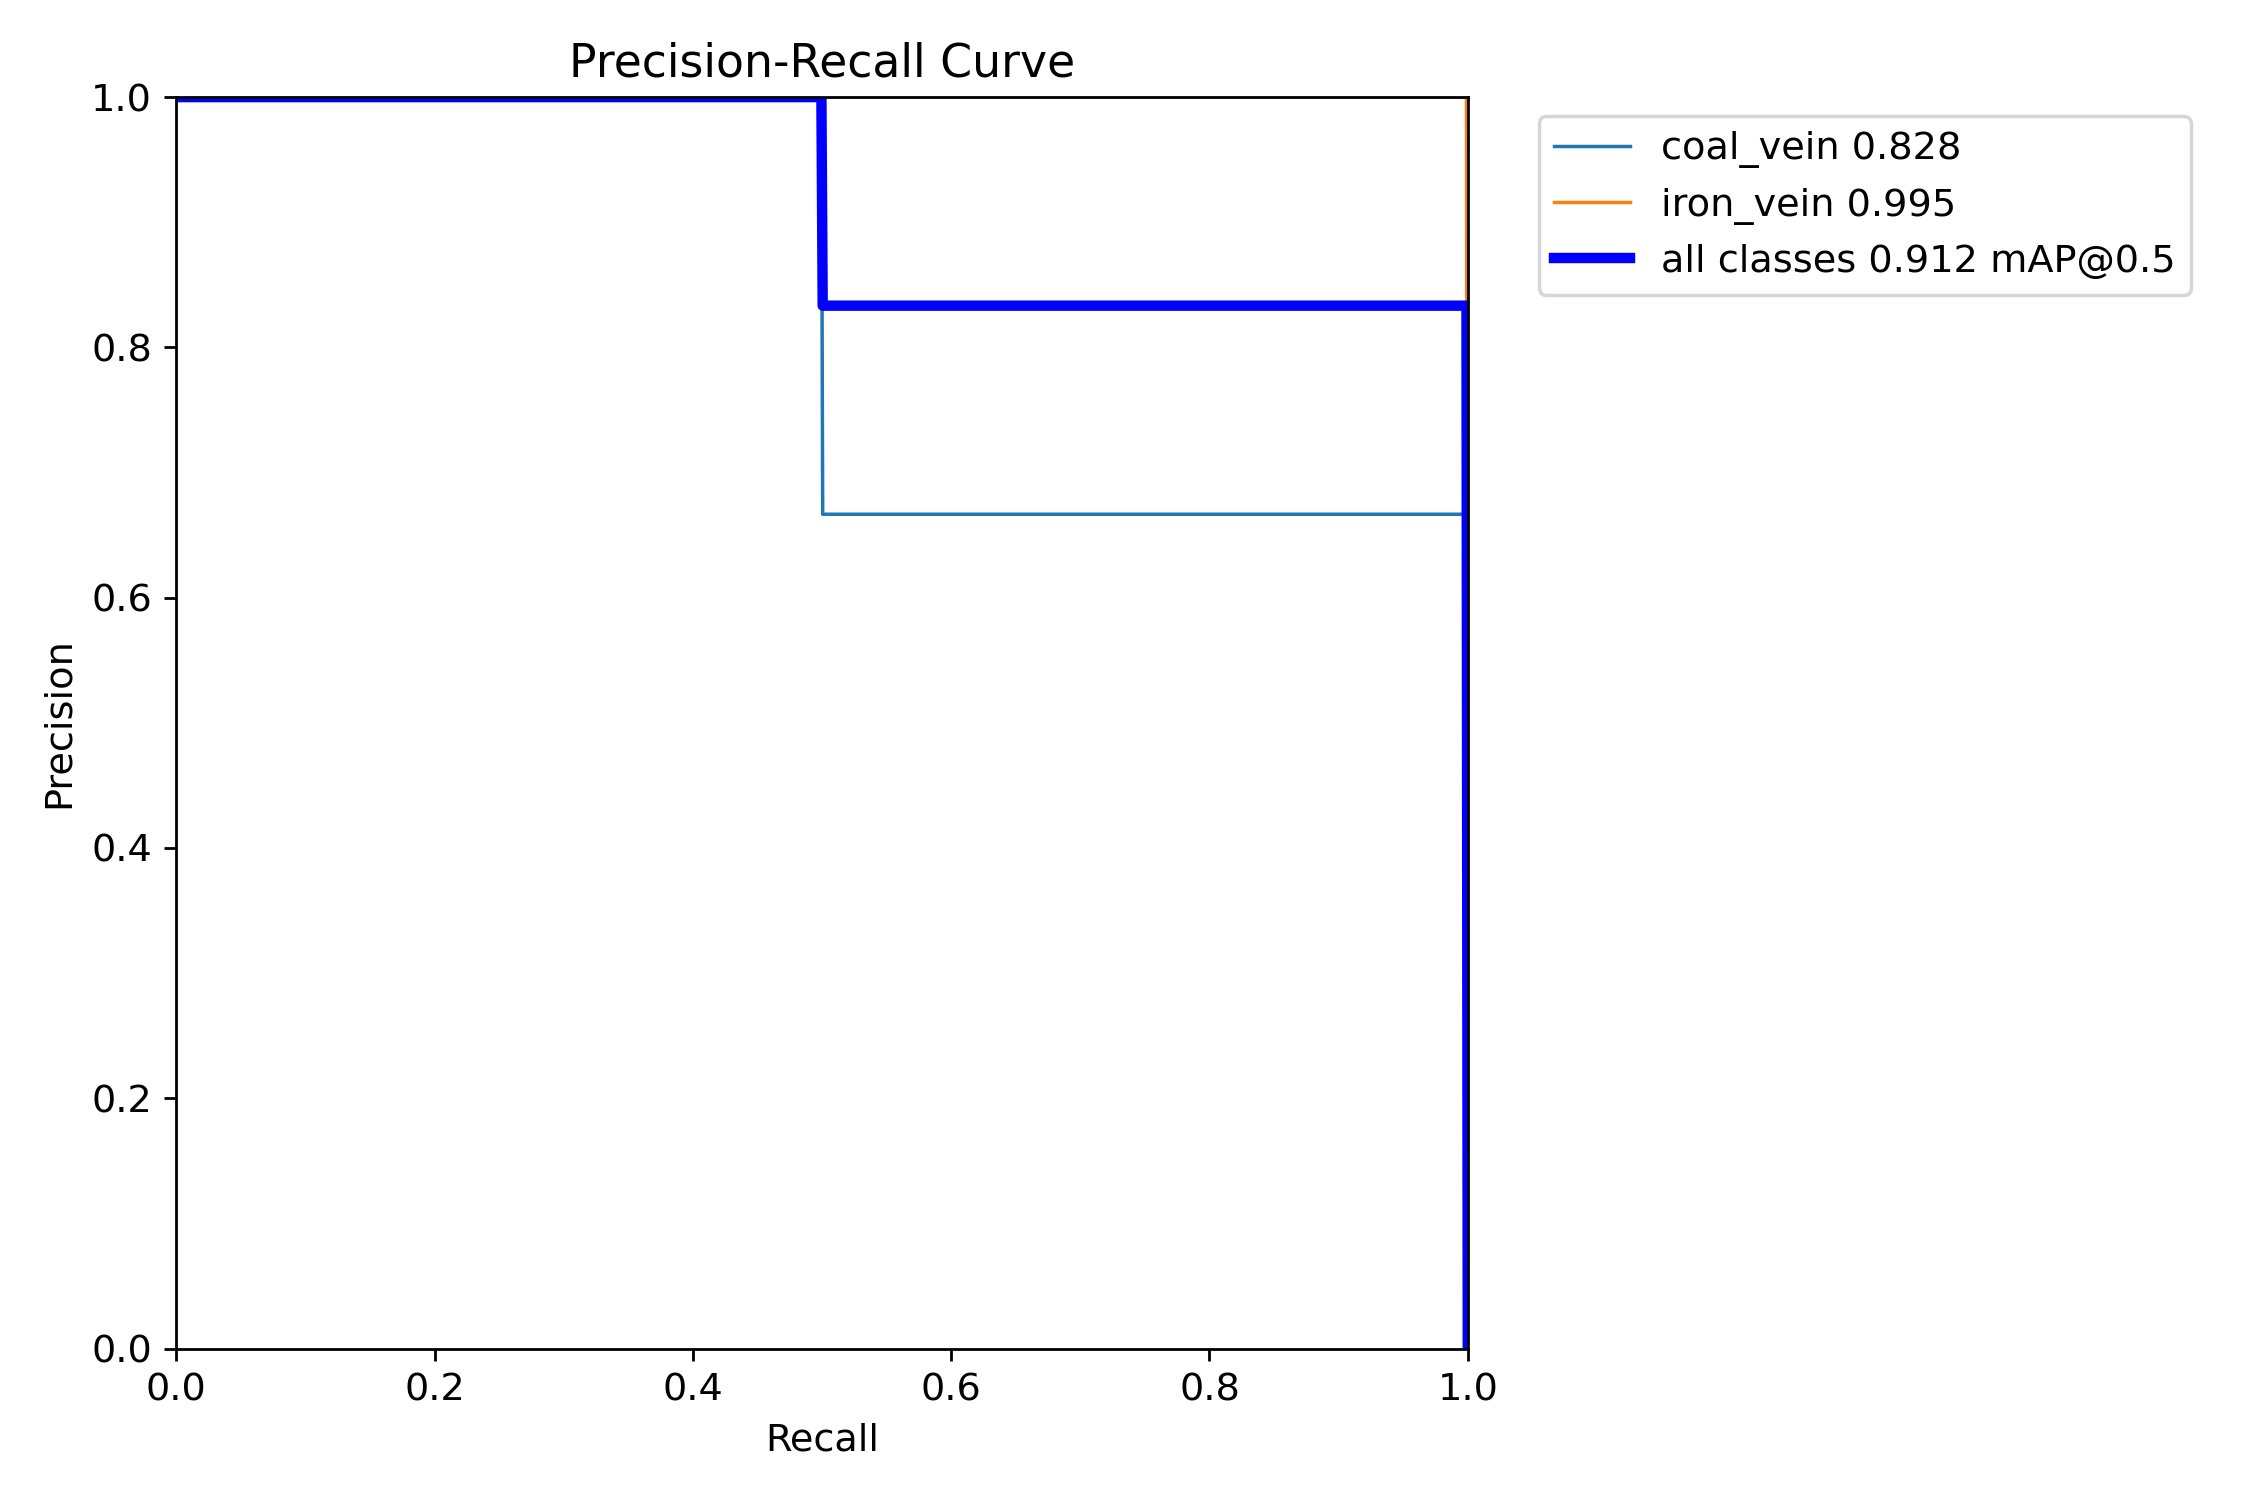 Precision-Recall Curve
1.0
0.8
0.6
0.4
0.2
0.0
Precision
0.0 0.2 0.4 0.6 0.8 1.0
Recall
coal_vein 0.828
iron_vein 0.995
all classes 0.912 mAP@0.5